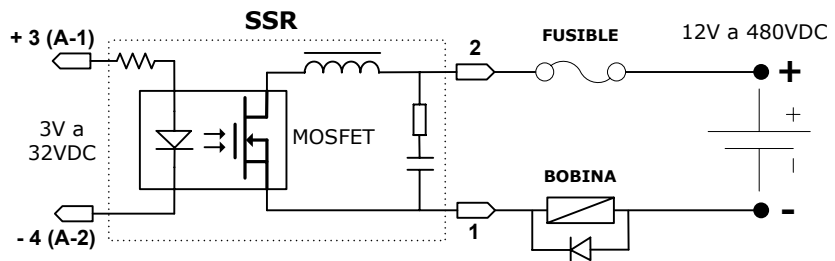 SSR
+ 3 (A-1)
2
FUSIBLE
12V a 480VDC
+
3V a
32VDC
MOSFET
+
-
BOBINA
- 4 (A-2)
1
-